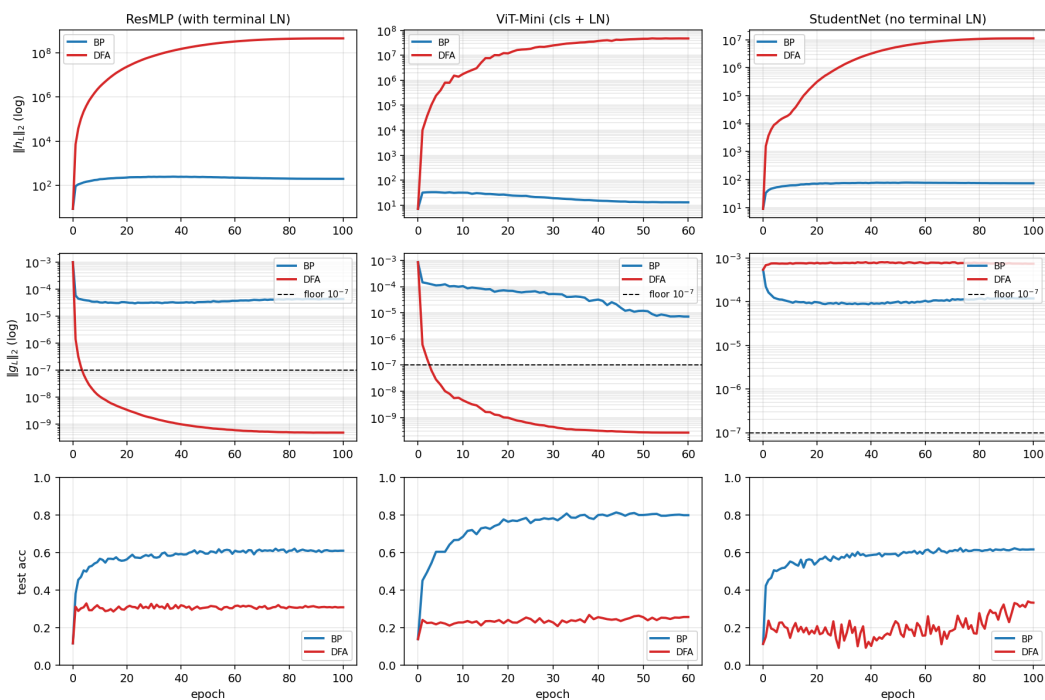 ResMLP (with terminal LN)
ViT-Mini (cls + LN)
StudentNet (no terminal LN)
‖h_L‖₂ (log)
10⁸
10⁶
10⁴
10²
BP
DFA
0 20 40 60 80 100
10⁸
10⁷
10⁶
10⁵
10⁴
10³
10²
10¹
BP
DFA
0 10 20 30 40 50 60
10⁷
10⁶
10⁵
10⁴
10³
10²
10¹
BP
DFA
0 20 40 60 80 100
‖g_L‖₂ (log)
10⁻³
10⁻⁴
10⁻⁵
10⁻⁶
10⁻⁷
10⁻⁸
10⁻⁹
BP
DFA
floor 10⁻⁷
0 20 40 60 80 100
10⁻³
10⁻⁴
10⁻⁵
10⁻⁶
10⁻⁷
10⁻⁸
10⁻⁹
BP
DFA
floor 10⁻⁷
0 10 20 30 40 50 60
10⁻³
10⁻⁴
10⁻⁵
10⁻⁶
10⁻⁷
BP
DFA
floor 10⁻⁷
0 20 40 60 80 100
test acc
1.0
0.8
0.6
0.4
0.2
0.0
BP
DFA
0 20 40 60 80 100
epoch
1.0
0.8
0.6
0.4
0.2
0.0
BP
DFA
0 10 20 30 40 50 60
epoch
1.0
0.8
0.6
0.4
0.2
0.0
BP
DFA
0 20 40 60 80 100
epoch